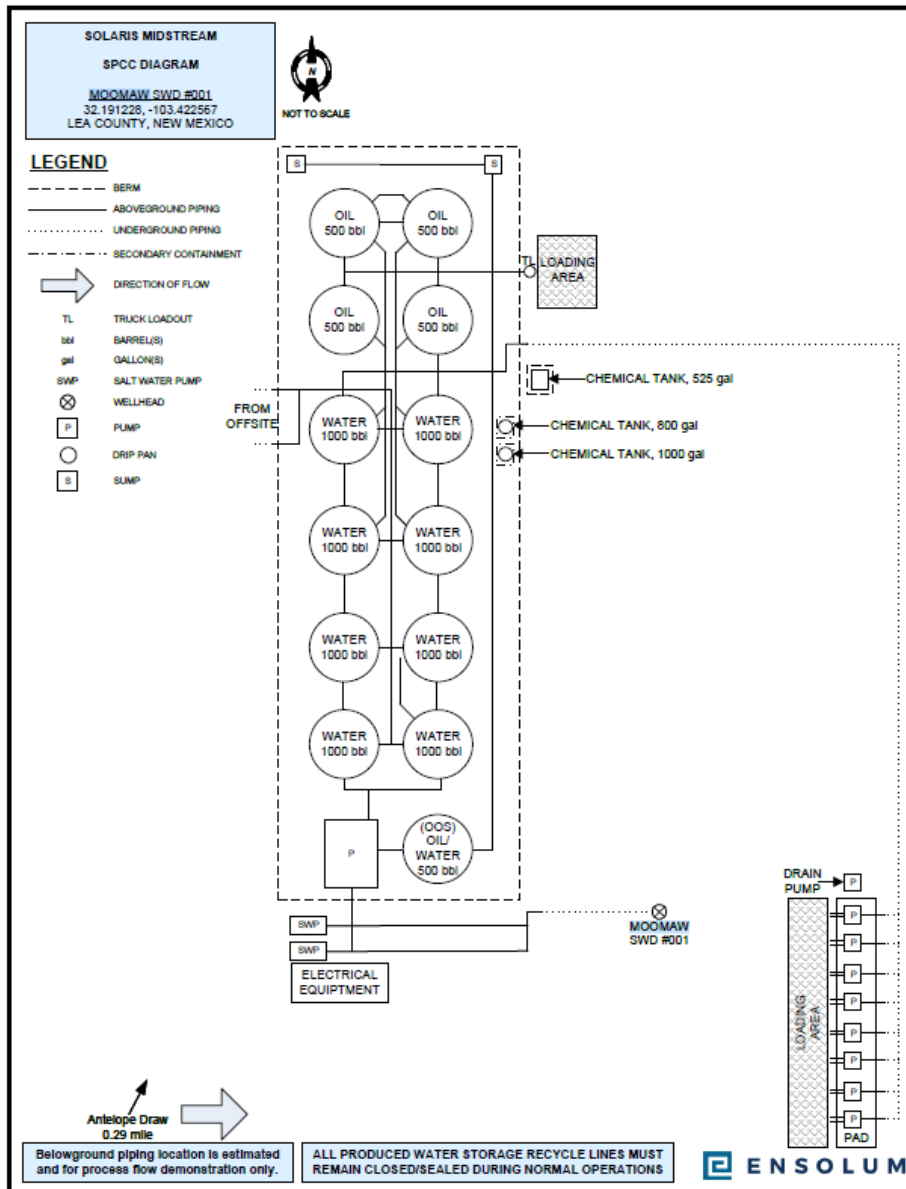 SOLARIS MIDSTREAM
SPCC DIAGRAM
MOOMAW SWD #001
32.191228, -103.422567
LEA COUNTY, NEW MEXICO
N
NOT TO SCALE
LEGEND
BERM
ABOVEGROUND PIPING
UNDERGROUND PIPING
SECONDARY CONTAINMENT
DIRECTION OF FLOW
TL TRUCK LOADOUT
bbl BARREL(S)
gal GALLON(S)
SWP SALT WATER PUMP
WELLHEAD
P PUMP
DRIP PAN
S SUMP
S
S
OIL
500 bbl
OIL
500 bbl
TL
LOADING
AREA
OIL
500 bbl
OIL
500 bbl
CHEMICAL TANK, 525 gal
FROM
OFFSITE
WATER
1000 bbl
WATER
1000 bbl
CHEMICAL TANK, 800 gal
CHEMICAL TANK, 1000 gal
WATER
1000 bbl
WATER
1000 bbl
WATER
1000 bbl
WATER
1000 bbl
WATER
1000 bbl
WATER
1000 bbl
P
(OOS)
OIL/
WATER
500 bbl
SWP
SWP
ELECTRICAL
EQUIPTMENT
MOOMAW
SWD #001
DRAIN
PUMP
P
P
P
P
P
P
P
P
P
LOADING
AREA
PAD
Antelope Draw
0.29 mile
Belowground piping location is estimated
and for process flow demonstration only.
ALL PRODUCED WATER STORAGE RECYCLE LINES MUST
REMAIN CLOSED/SEALED DURING NORMAL OPERATIONS
ENSOLUM